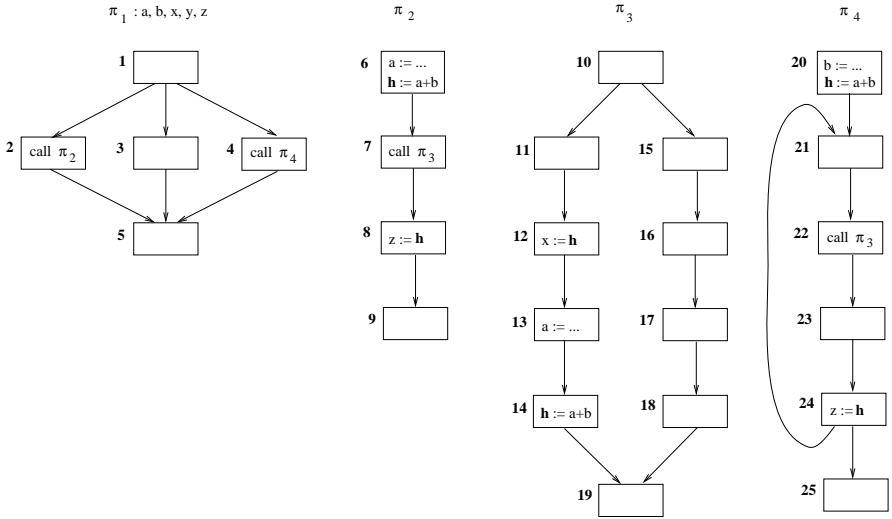 π1 : a, b, x, y, z
1
2
call π2
3
4
call π4
5
π2
6
a := ...
h := a+b
7
call π3
8
z := h
9
π3
10
11
15
12
x := h
16
13
a := ...
17
14
h := a+b
18
19
π4
20
b := ...
h := a+b
21
22
call π3
23
24
z := h
25